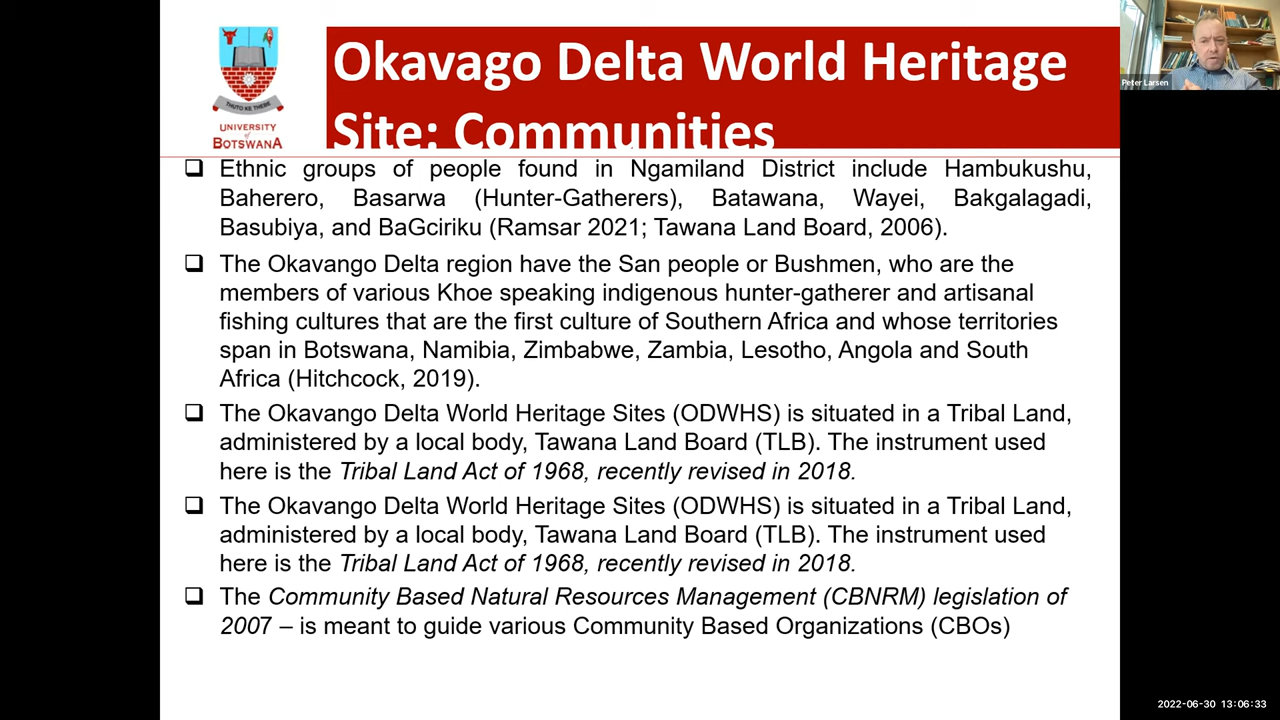 Okavago Delta World Heritage
Site: Communities
THUTO KE THEBE
UNIVERSITY
of
BOTSWANA
Peter Larsen
❑ Ethnic groups of people found in Ngamiland District include Hambukushu,
Baherero, Basarwa (Hunter-Gatherers), Batawana, Wayei, Bakgalagadi,
Basubiya, and BaGciriku (Ramsar 2021; Tawana Land Board, 2006).
❑ The Okavango Delta region have the San people or Bushmen, who are the
members of various Khoe speaking indigenous hunter-gatherer and artisanal
fishing cultures that are the first culture of Southern Africa and whose territories
span in Botswana, Namibia, Zimbabwe, Zambia, Lesotho, Angola and South
Africa (Hitchcock, 2019).
❑ The Okavango Delta World Heritage Sites (ODWHS) is situated in a Tribal Land,
administered by a local body, Tawana Land Board (TLB). The instrument used
here is the Tribal Land Act of 1968, recently revised in 2018.
❑ The Okavango Delta World Heritage Sites (ODWHS) is situated in a Tribal Land,
administered by a local body, Tawana Land Board (TLB). The instrument used
here is the Tribal Land Act of 1968, recently revised in 2018.
❑ The Community Based Natural Resources Management (CBNRM) legislation of
2007 – is meant to guide various Community Based Organizations (CBOs)
2022-06-30 13:06:33